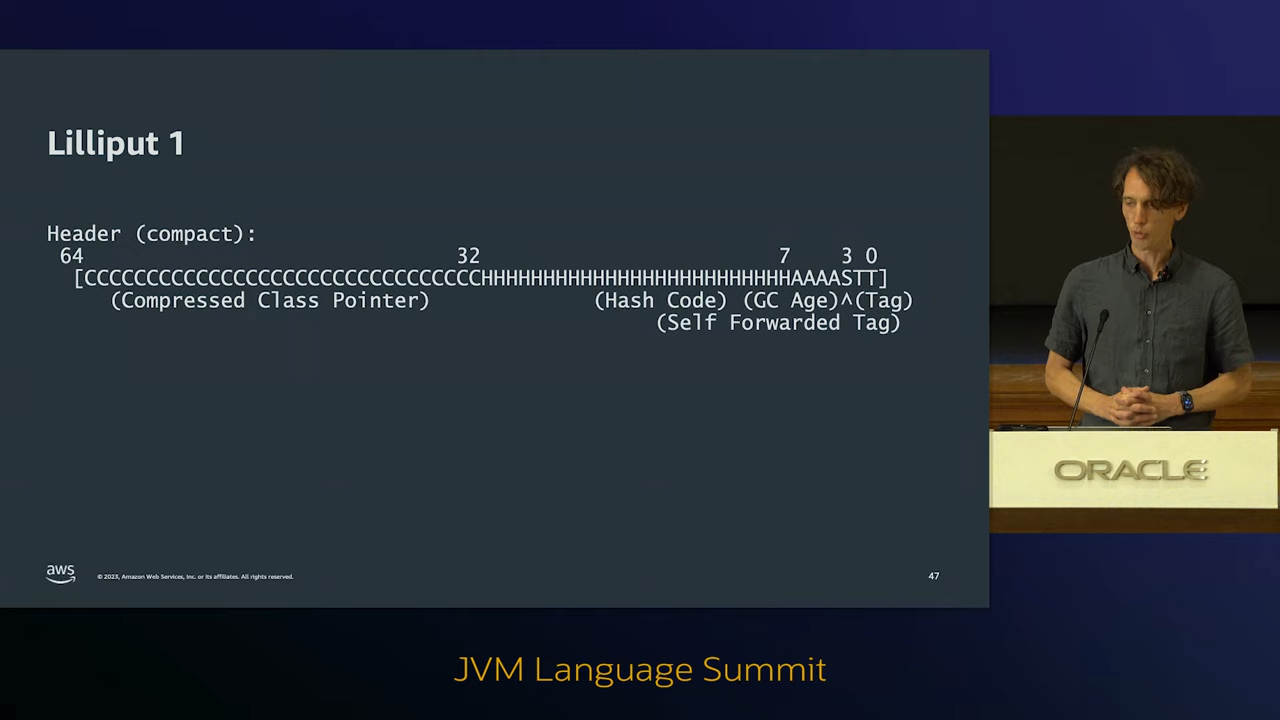 Lilliput 1
Header (compact):
64 32 7 3 0
[CCCCCCCCCCCCCCCCCCCCCCCCCCCCCCCCHHHHHHHHHHHHHHHHHHHHHHHHHAAAASTT]
(Compressed Class Pointer) (Hash Code) (GC Age)^(Tag)
(Self Forwarded Tag)
aws
© 2023, Amazon Web Services, Inc. or its affiliates. All rights reserved.
47
ORACLE
JVM Language Summit